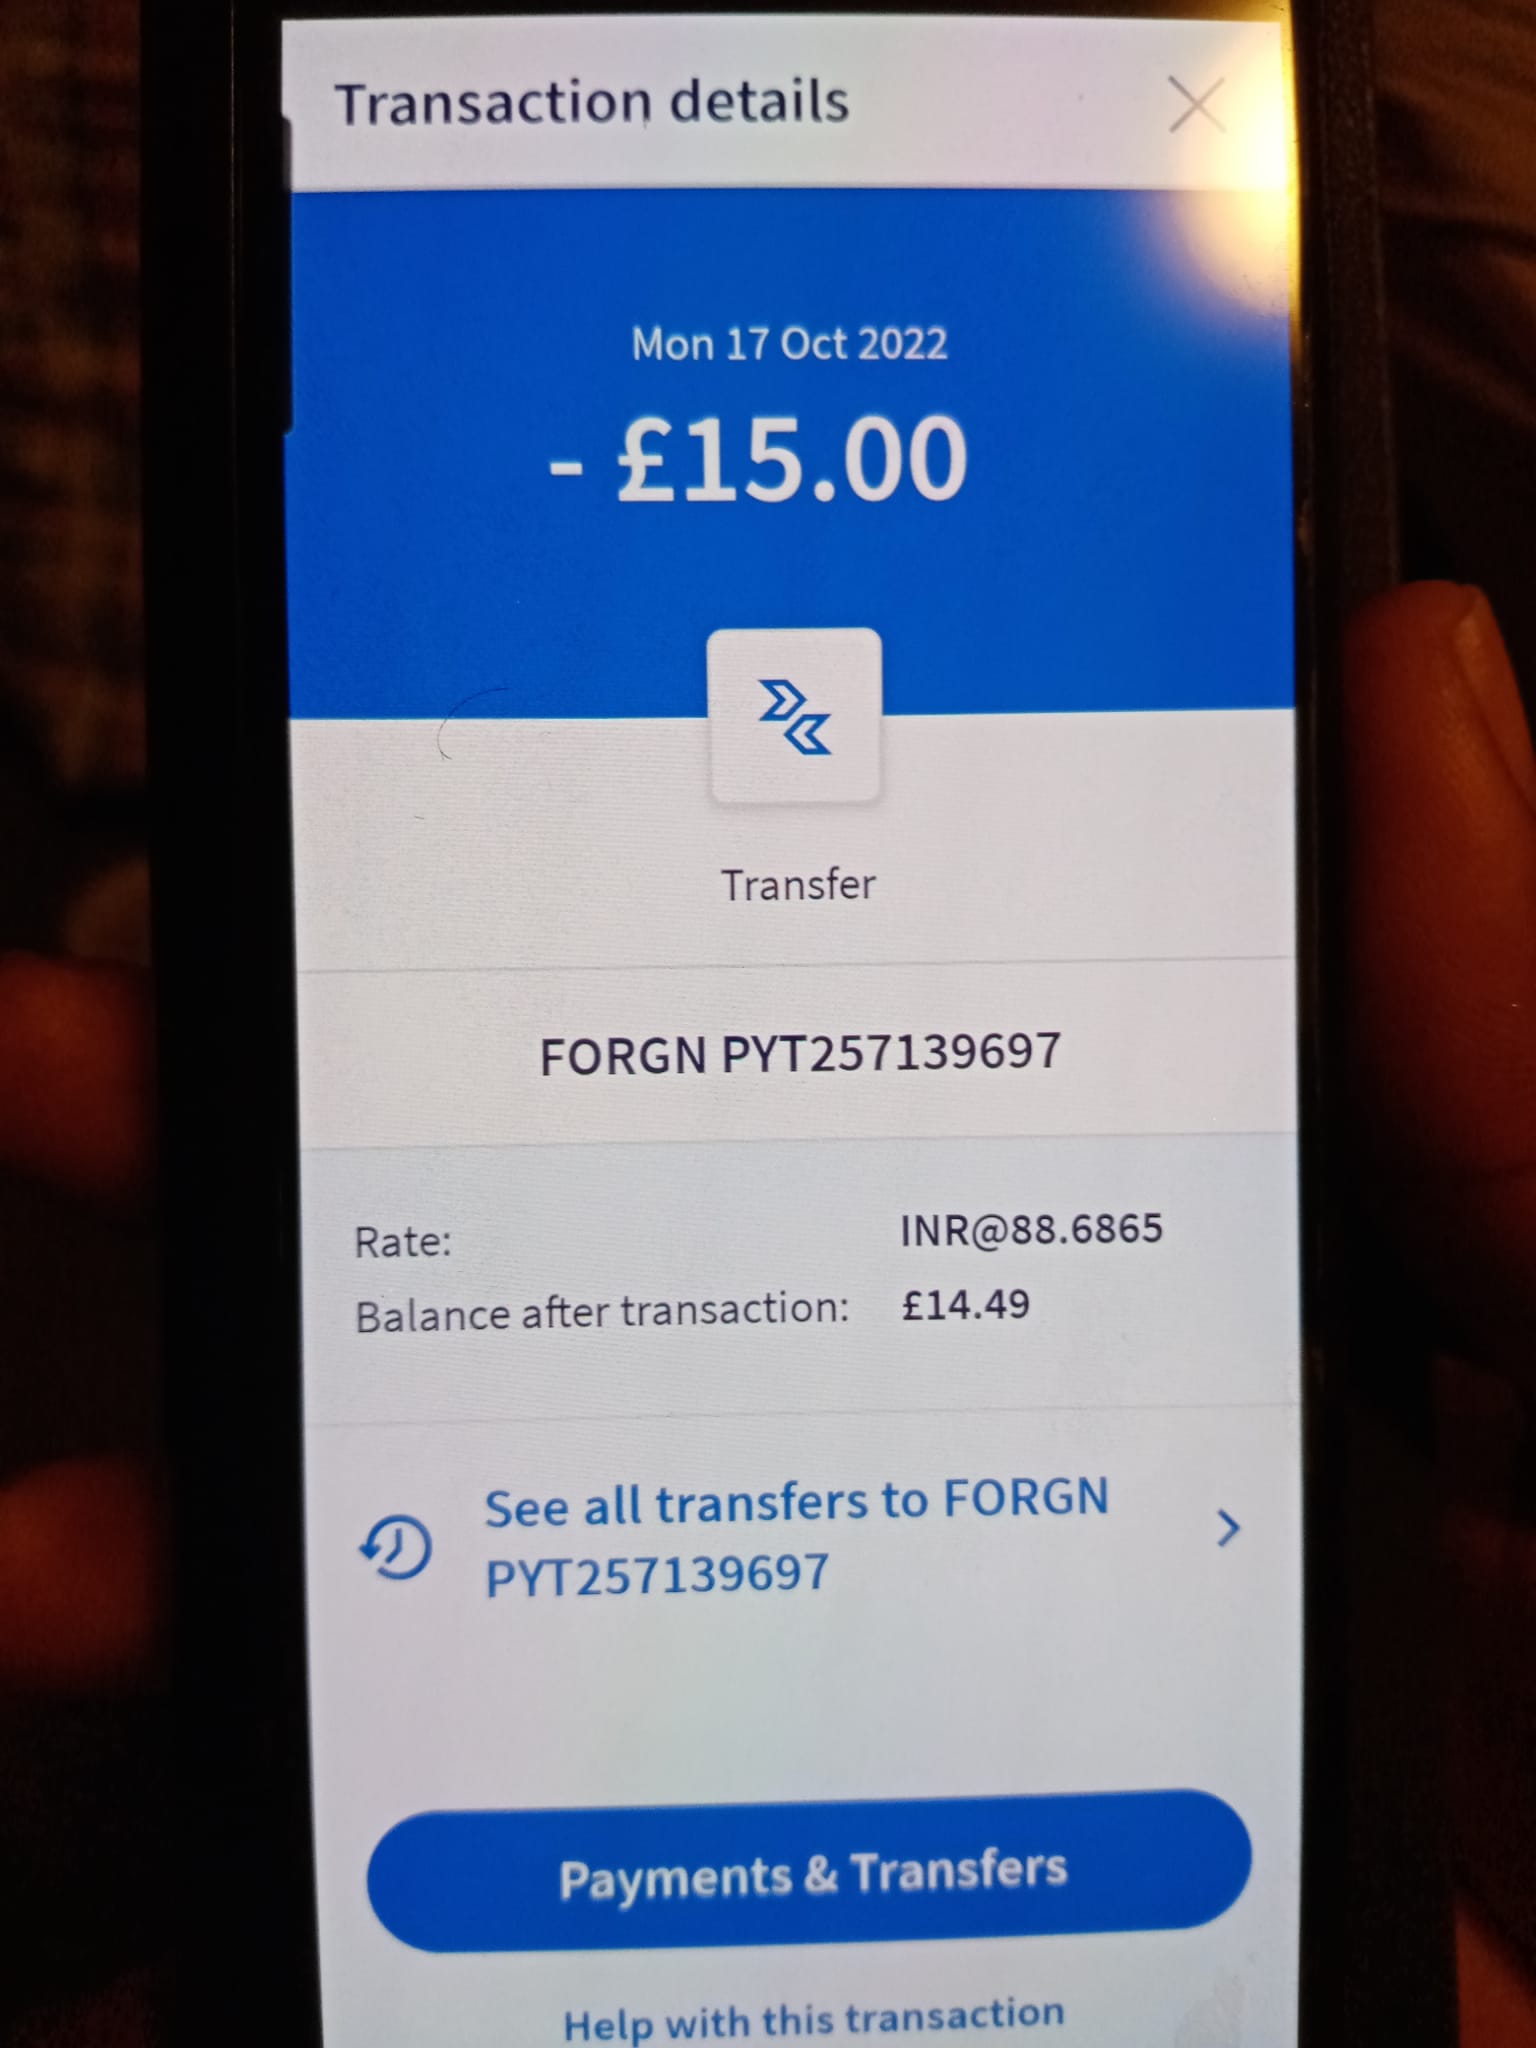 Transaction details
Mon 17 Oct 2022
- £15.00
Transfer
FORGN PYT257139697
Rate: INR@88.6865
Balance after transaction: £14.49
See all transfers to FORGN
PYT257139697
Payments & Transfers
Help with this transaction